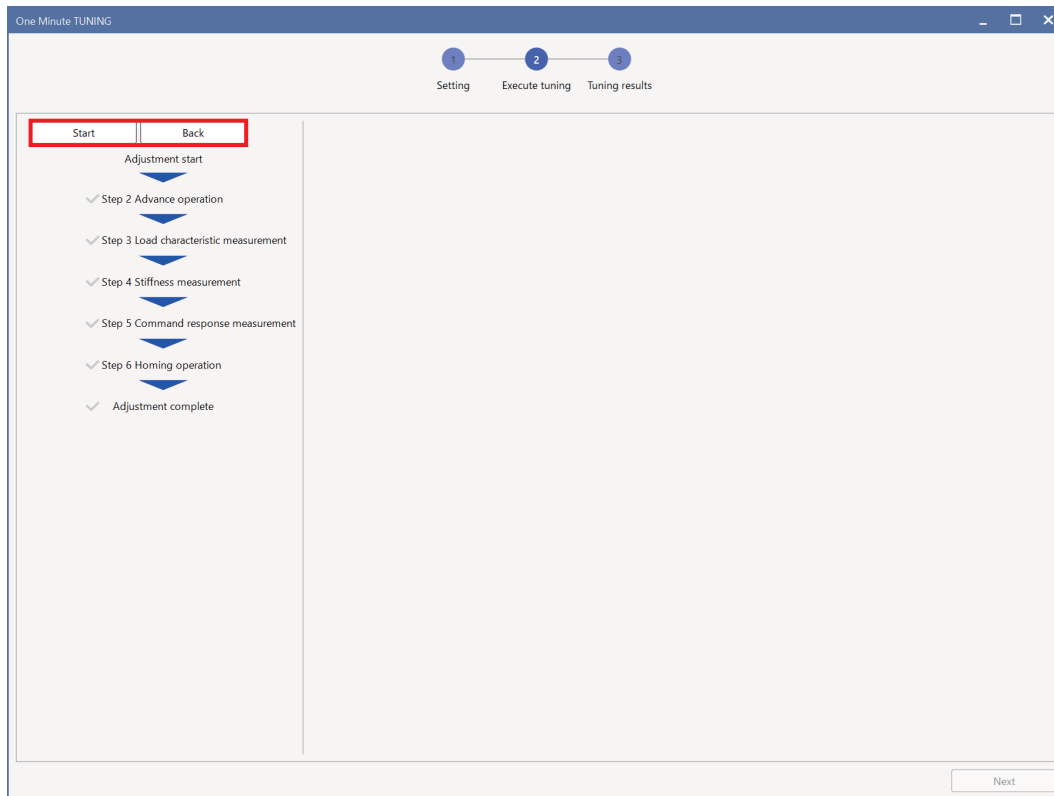 One Minute TUNING
1 2 3
Setting Execute tuning Tuning results
Start Back
Adjustment start
Step 2 Advance operation
Step 3 Load characteristic measurement
Step 4 Stiffness measurement
Step 5 Command response measurement
Step 6 Homing operation
Adjustment complete
Next